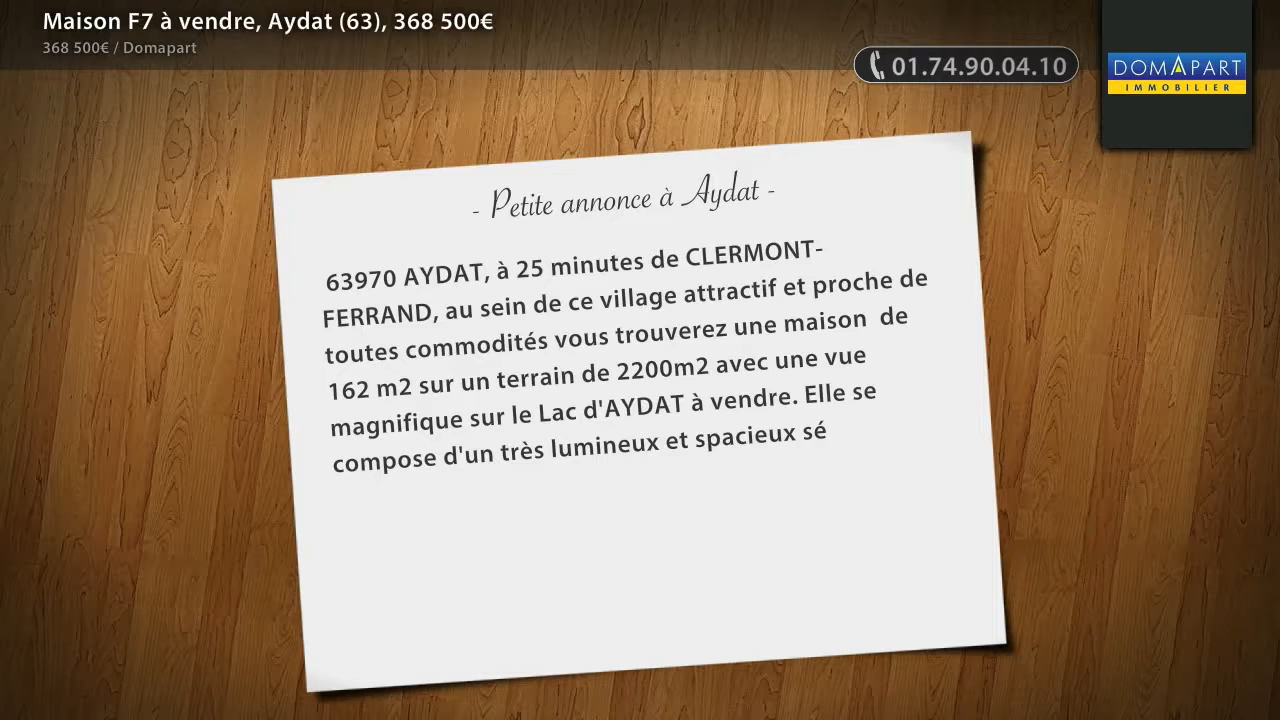 Maison F7 à vendre, Aydat (63), 368 500€
368 500€ / Domapart
01.74.90.04.10
DOMAPART
IMMOBILIER
- Petite annonce à Aydat -
63970 AYDAT, à 25 minutes de CLERMONT-
FERRAND, au sein de ce village attractif et proche de
toutes commodités vous trouverez une maison  de
162 m2 sur un terrain de 2200m2 avec une vue
magnifique sur le Lac d'AYDAT à vendre. Elle se
compose d'un très lumineux et spacieux sé